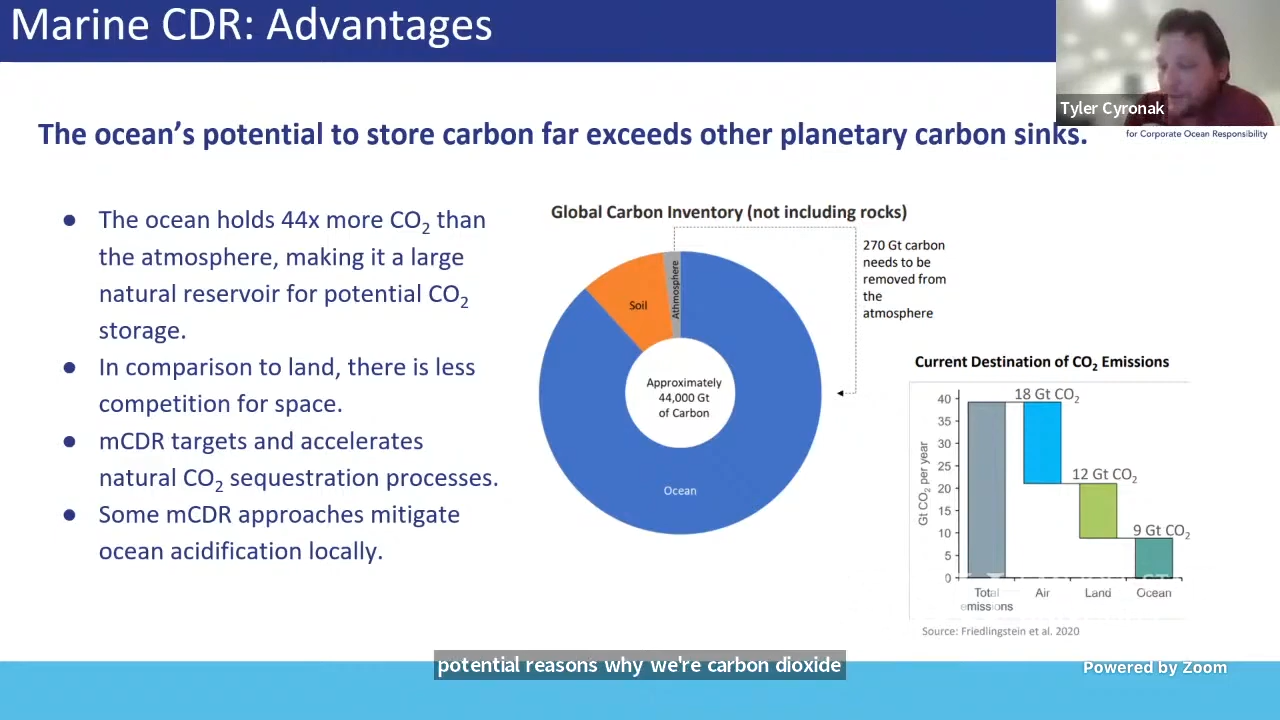 Marine CDR: Advantages
Tyler Cyronak
for Corporate Ocean Responsibility
The ocean's potential to store carbon far exceeds other planetary carbon sinks.
● The ocean holds 44x more CO₂ than
the atmosphere, making it a large
natural reservoir for potential CO₂
storage.
● In comparison to land, there is less
competition for space.
● mCDR targets and accelerates
natural CO₂ sequestration processes.
● Some mCDR approaches mitigate
ocean acidification locally.
Global Carbon Inventory (not including rocks)
Soil
Athmosphere
Approximately
44,000 Gt
of Carbon
Ocean
270 Gt carbon
needs to be
removed from
the
atmosphere
Current Destination of CO₂ Emissions
Gt CO₂ per year
40
35
30
25
20
15
10
5
0
18 Gt CO₂
12 Gt CO₂
9 Gt CO₂
Total
emissions
Air
Land
Ocean
Source: Friedlingstein et al. 2020
potential reasons why we're carbon dioxide
Powered by Zoom